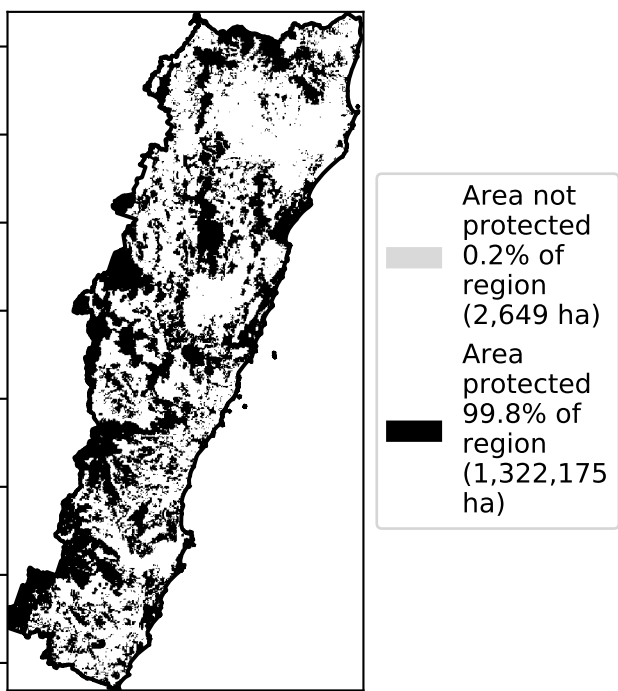 Area not
protected
0.2% of
region
(2,649 ha)
Area
protected
99.8% of
region
(1,322,175
ha)